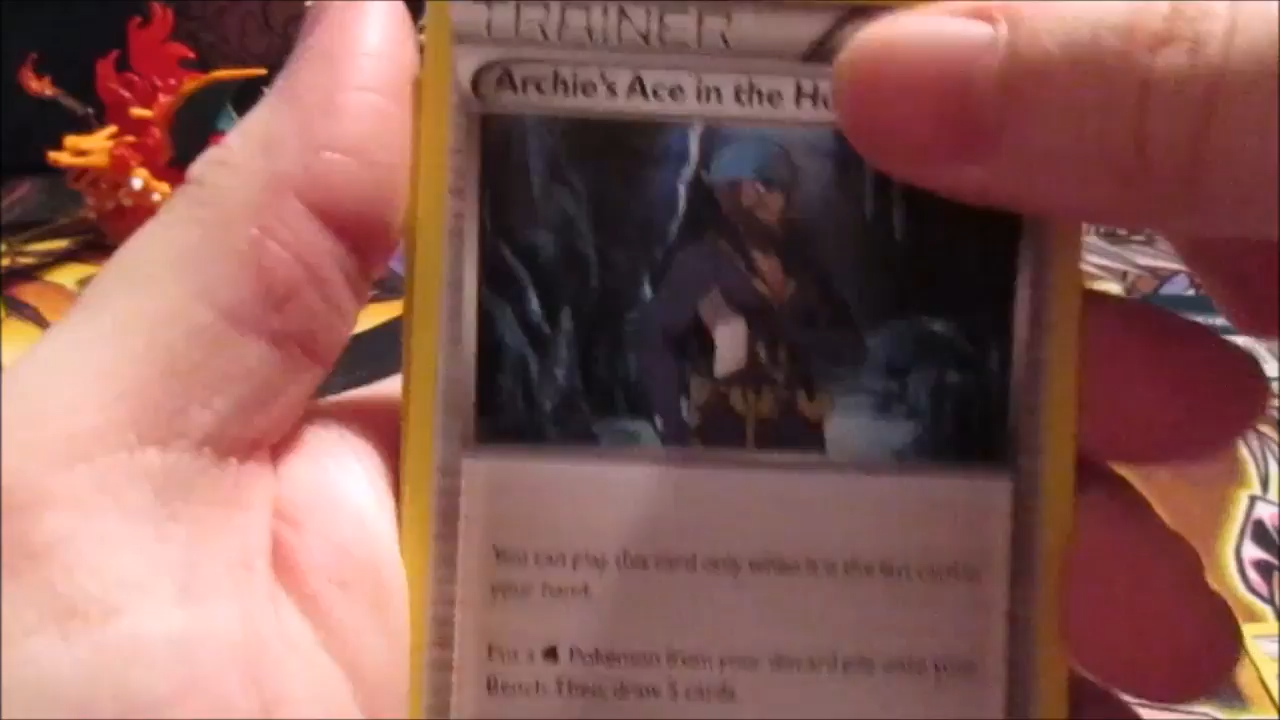 TRAINER
Archie's Ace in the
You can play this card only when it is the last card in
your hand.
Put a Pokémon from your discard pile onto your
Bench. Then, draw 5 cards.